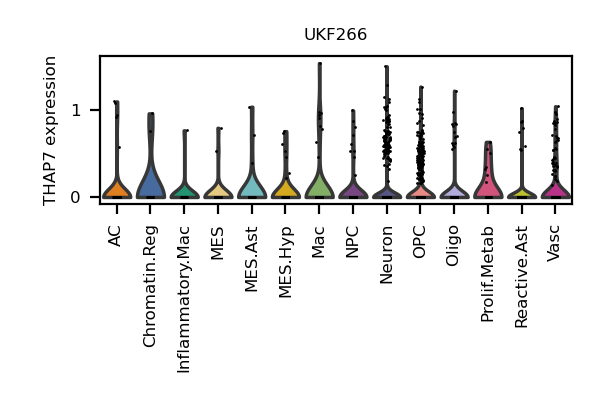 UKF266
THAP7 expression
1
0
AC
Chromatin.Reg
Inflammatory.Mac
MES
MES.Ast
MES.Hyp
Mac
NPC
Neuron
OPC
Oligo
Prolif.Metab
Reactive.Ast
Vasc